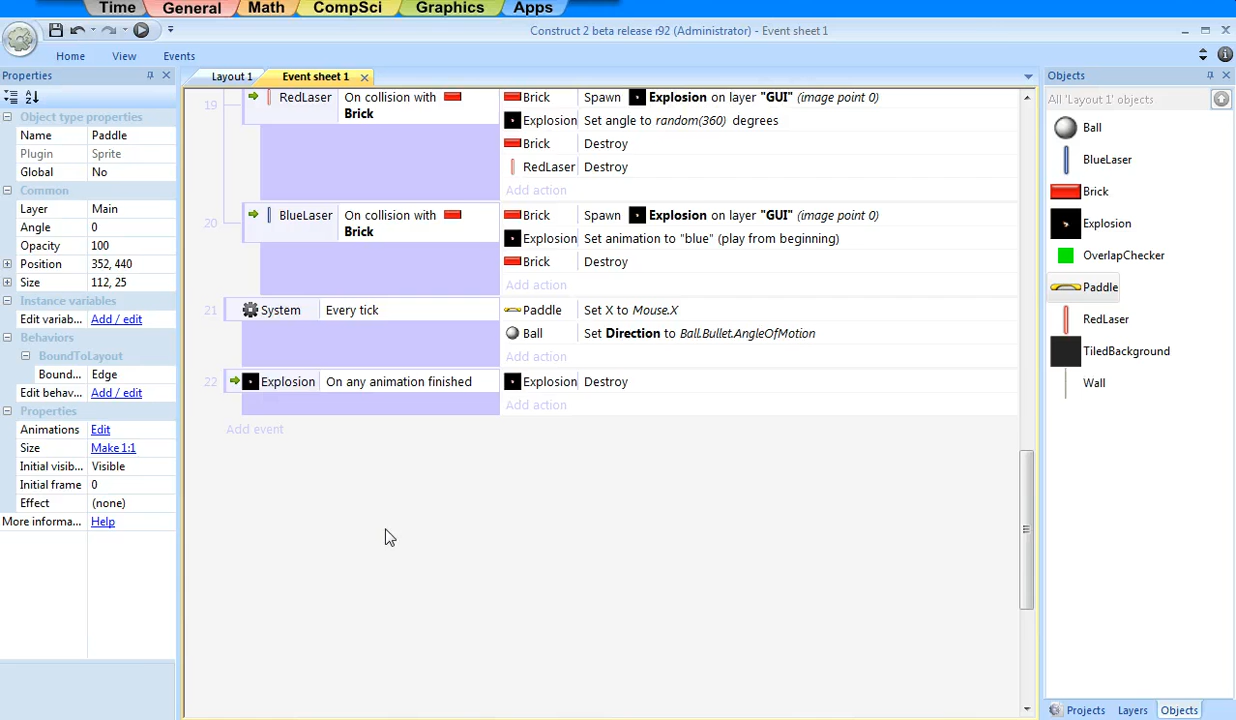 Time General Math CompSci Graphics Apps
Construct 2 beta release r92 (Administrator) - Event sheet 1
Home View Events
Properties
Object type properties
Name Paddle
Plugin Sprite
Global No
Common
Layer Main
Angle 0
Opacity 100
Position 352, 440
Size 112, 25
Instance variables
Edit variab... Add / edit
Behaviors
BoundToLayout
Bound... Edge
Edit behav... Add / edit
Properties
Animations Edit
Size Make 1:1
Initial visib... Visible
Initial frame 0
Effect (none)
More informa... Help
Layout 1 Event sheet 1
19 RedLaser On collision with Brick
Brick Spawn Explosion on layer "GUI" (image point 0)
Explosion Set angle to random(360) degrees
Brick Destroy
RedLaser Destroy
Add action
20 BlueLaser On collision with Brick
Brick Spawn Explosion on layer "GUI" (image point 0)
Explosion Set animation to "blue" (play from beginning)
Brick Destroy
Add action
21 System Every tick
Paddle Set X to Mouse.X
Ball Set Direction to Ball.Bullet.AngleOfMotion
Add action
22 Explosion On any animation finished
Explosion Destroy
Add action
Add event
Objects
All 'Layout 1' objects
Ball
BlueLaser
Brick
Explosion
OverlapChecker
Paddle
RedLaser
TiledBackground
Wall
Projects Layers Objects